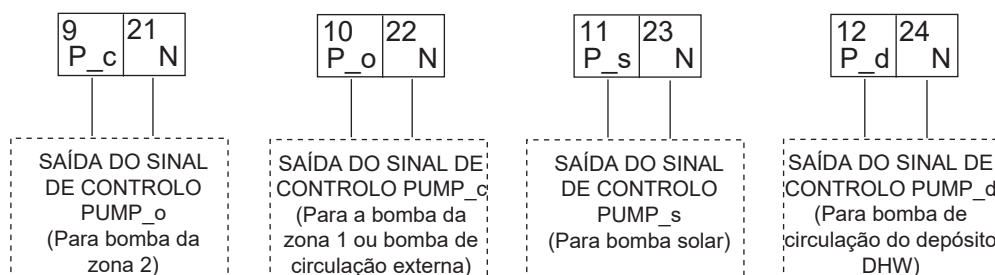 9 21
P_c N
SAÍDA DO SINAL
DE CONTROLO
PUMP_o
(Para bomba da
zona 2)
10 22
P_o N
SAÍDA DO SINAL DE
CONTROLO PUMP_c
(Para a bomba da
zona 1 ou bomba de
circulação externa)
11 23
P_s N
SAÍDA DO SINAL
DE CONTROLO
PUMP_s
(Para bomba solar)
12 24
P_d N
SAÍDA DO SINAL DE
CONTROLO PUMP_d
(Para bomba de
circulação do depósito
DHW)